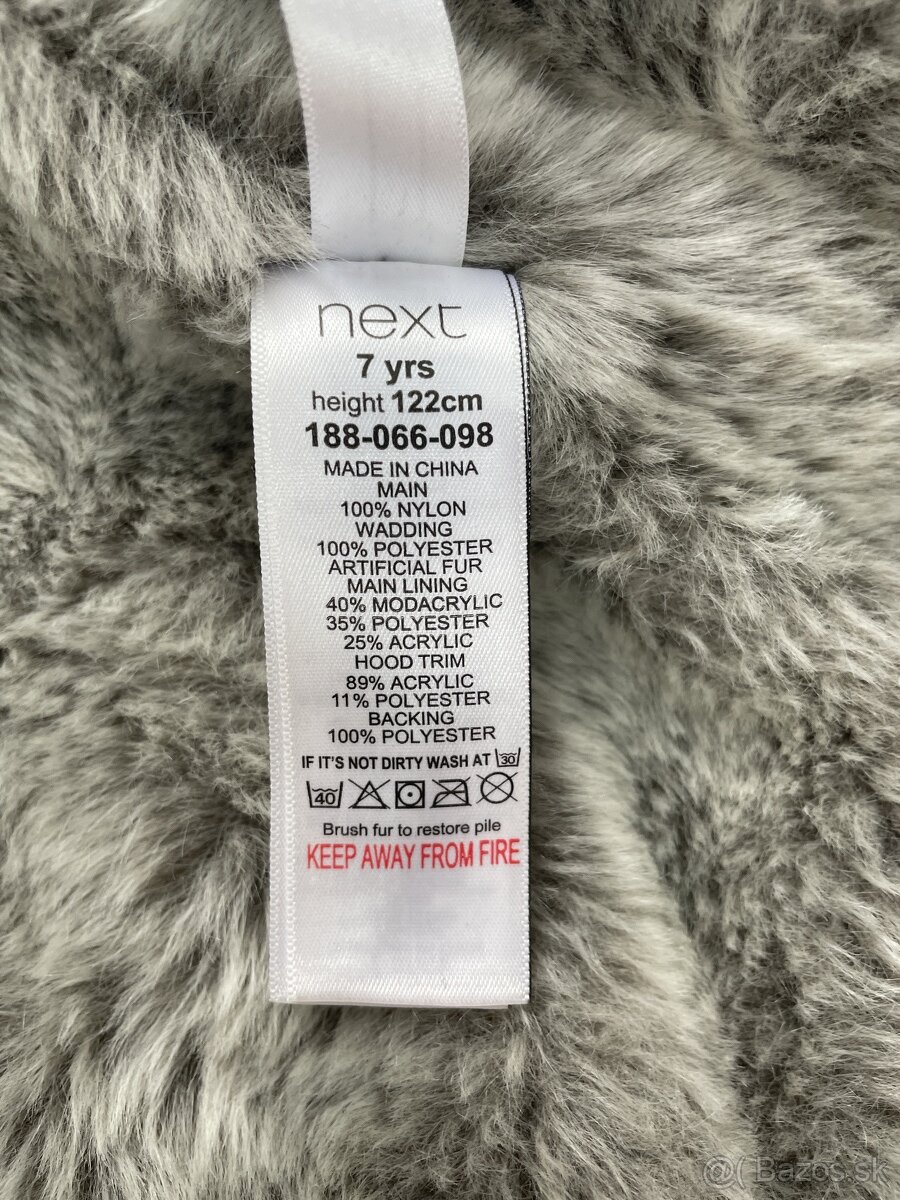 next
7 yrs
height 122cm
188-066-098
MADE IN CHINA
MAIN
100% NYLON
WADDING
100% POLYESTER
ARTIFICIAL FUR
MAIN LINING
40% MODACRYLIC
35% POLYESTER
25% ACRYLIC
HOOD TRIM
89% ACRYLIC
11% POLYESTER
BACKING
100% POLYESTER
IF IT'S NOT DIRTY WASH AT 30
40
Brush fur to restore pile
KEEP AWAY FROM FIRE
@( Bazos.sk